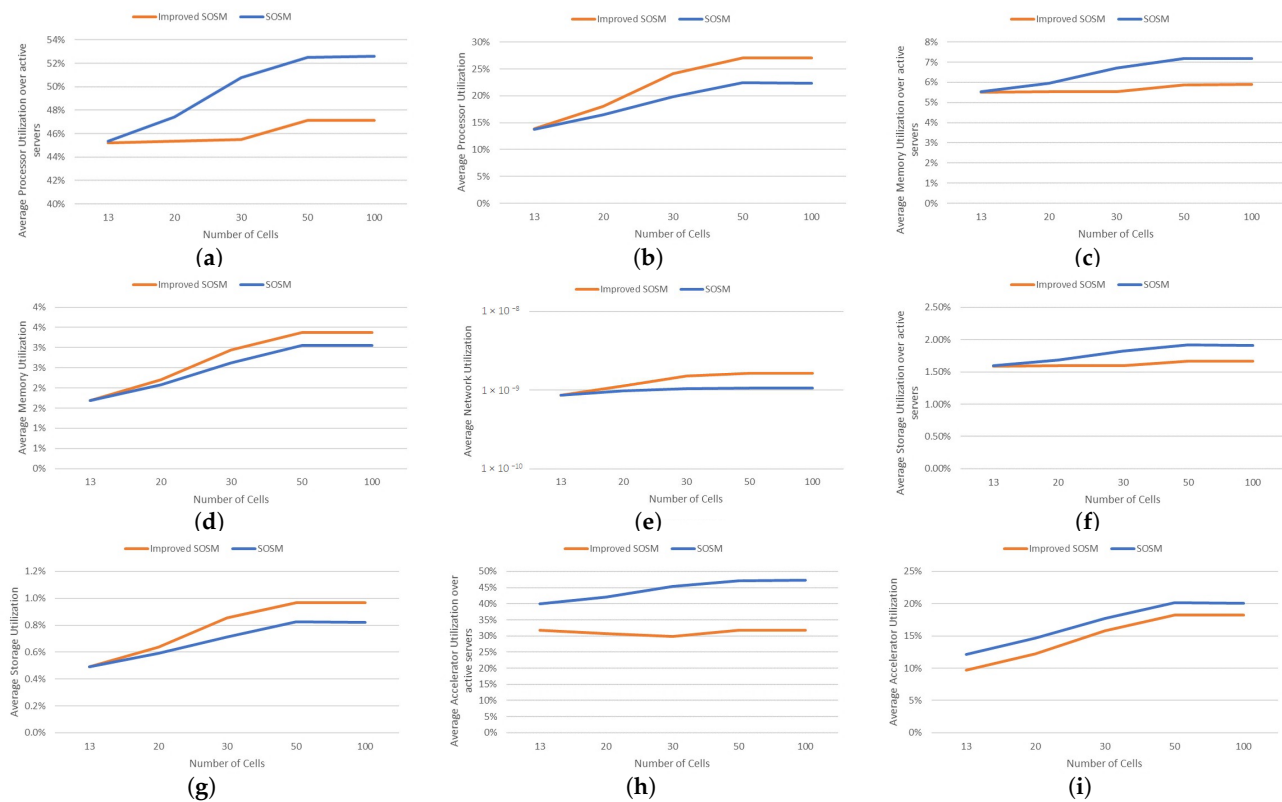 Improved SOSM SOSM
Average Processor Utilization over active servers
54%
52%
50%
48%
46%
44%
42%
40%
13 20 30 50 100
Number of Cells
(a)
Improved SOSM SOSM
Average Processor Utilization
30%
25%
20%
15%
10%
5%
0%
13 20 30 50 100
Number of Cells
(b)
Improved SOSM SOSM
Average Memory Utilization over active servers
8%
7%
6%
5%
4%
3%
2%
1%
0%
13 20 30 50 100
Number of Cells
(c)
Improved SOSM SOSM
Average Memory Utilization
4%
4%
3%
3%
2%
2%
1%
1%
0%
13 20 30 50 100
Number of Cells
(d)
Improved SOSM SOSM
Average Network Utilization
1 × 10⁻⁸
1 × 10⁻⁹
1 × 10⁻¹⁰
13 20 30 50 100
Number of Cells
(e)
Improved SOSM SOSM
Average Storage Utilization over active servers
2.50%
2.00%
1.50%
1.00%
0.50%
0.00%
13 20 30 50 100
Number of Cells
(f)
Improved SOSM SOSM
Average Storage Utilization
1.2%
1.0%
0.8%
0.6%
0.4%
0.2%
0.0%
13 20 30 50 100
Number of Cells
(g)
Improved SOSM SOSM
Average Accelerator Utilization over active servers
50%
45%
40%
35%
30%
25%
20%
15%
10%
5%
0%
13 20 30 50 100
Number of Cells
(h)
Improved SOSM SOSM
Average Accelerator Utilization
25%
20%
15%
10%
5%
0%
13 20 30 50 100
Number of Cells
(i)